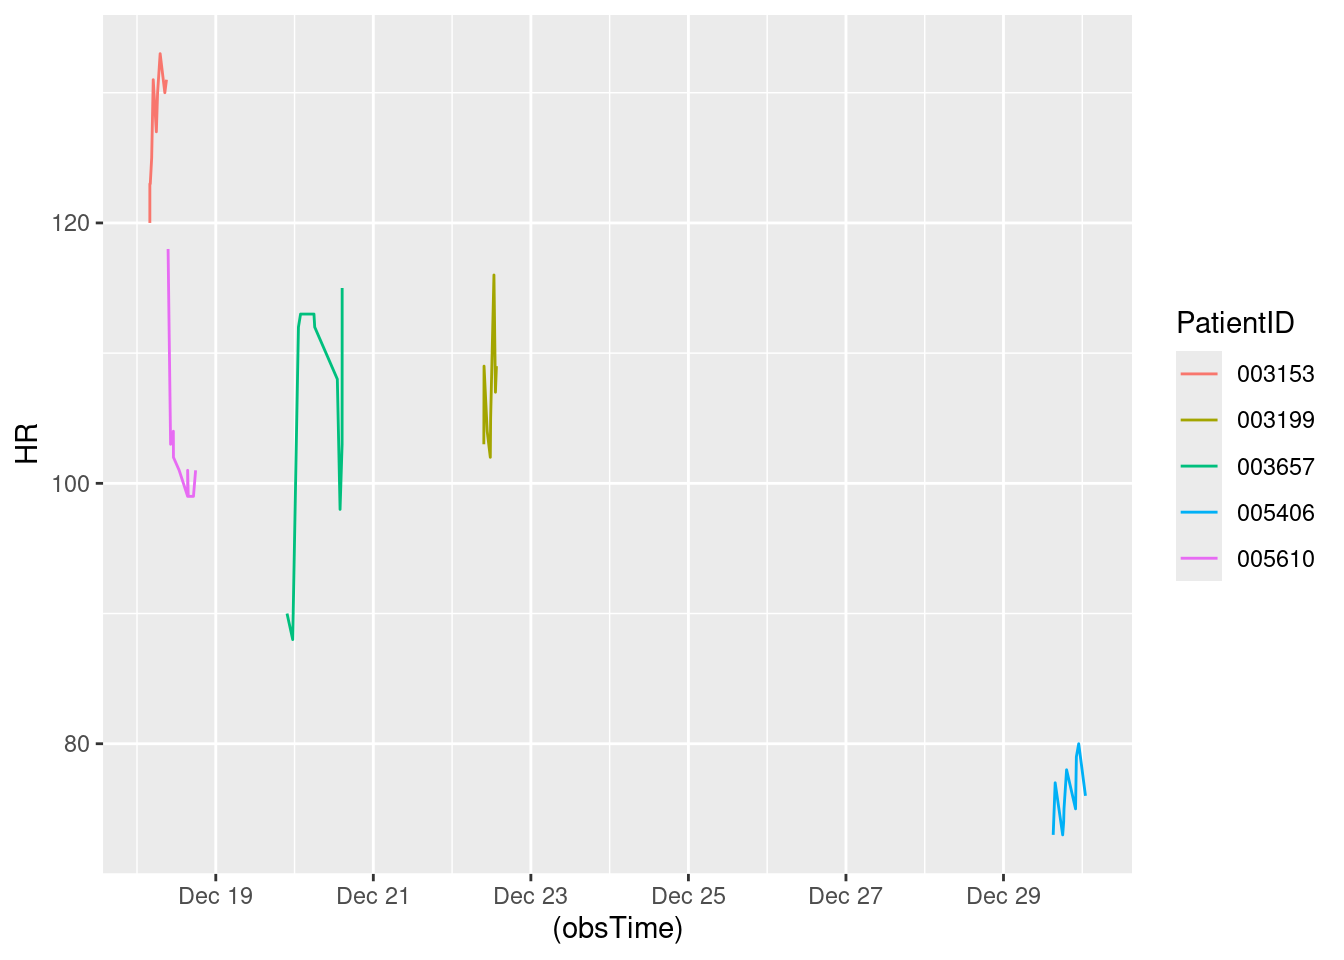 HR
120
100
80
Dec 19
Dec 21
Dec 23
Dec 25
Dec 27
Dec 29
(obsTime)
PatientID
003153
003199
003657
005406
005610